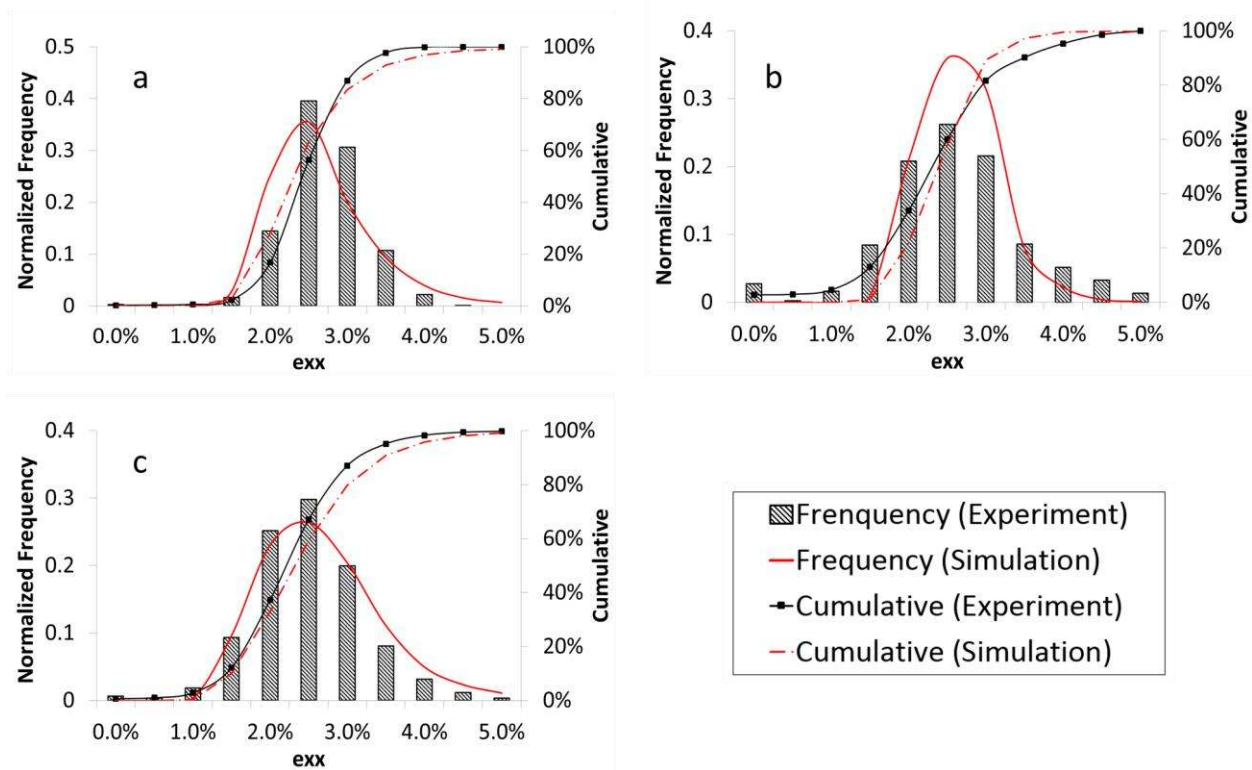 a
Normalized Frequency
0.5
0.4
0.3
0.2
0.1
0
100%
80%
60%
40%
20%
0%
Cumulative
0.0% 1.0% 2.0% 3.0% 4.0% 5.0%
exx
b
Normalized Frequency
0.4
0.3
0.2
0.1
0
100%
80%
60%
40%
20%
0%
Cumulative
0.0% 1.0% 2.0% 3.0% 4.0% 5.0%
exx
c
Normalized Frequency
0.4
0.3
0.2
0.1
0
100%
80%
60%
40%
20%
0%
Cumulative
0.0% 1.0% 2.0% 3.0% 4.0% 5.0%
exx
Frenquency (Experiment)
Frequency (Simulation)
Cumulative (Experiment)
Cumulative (Simulation)